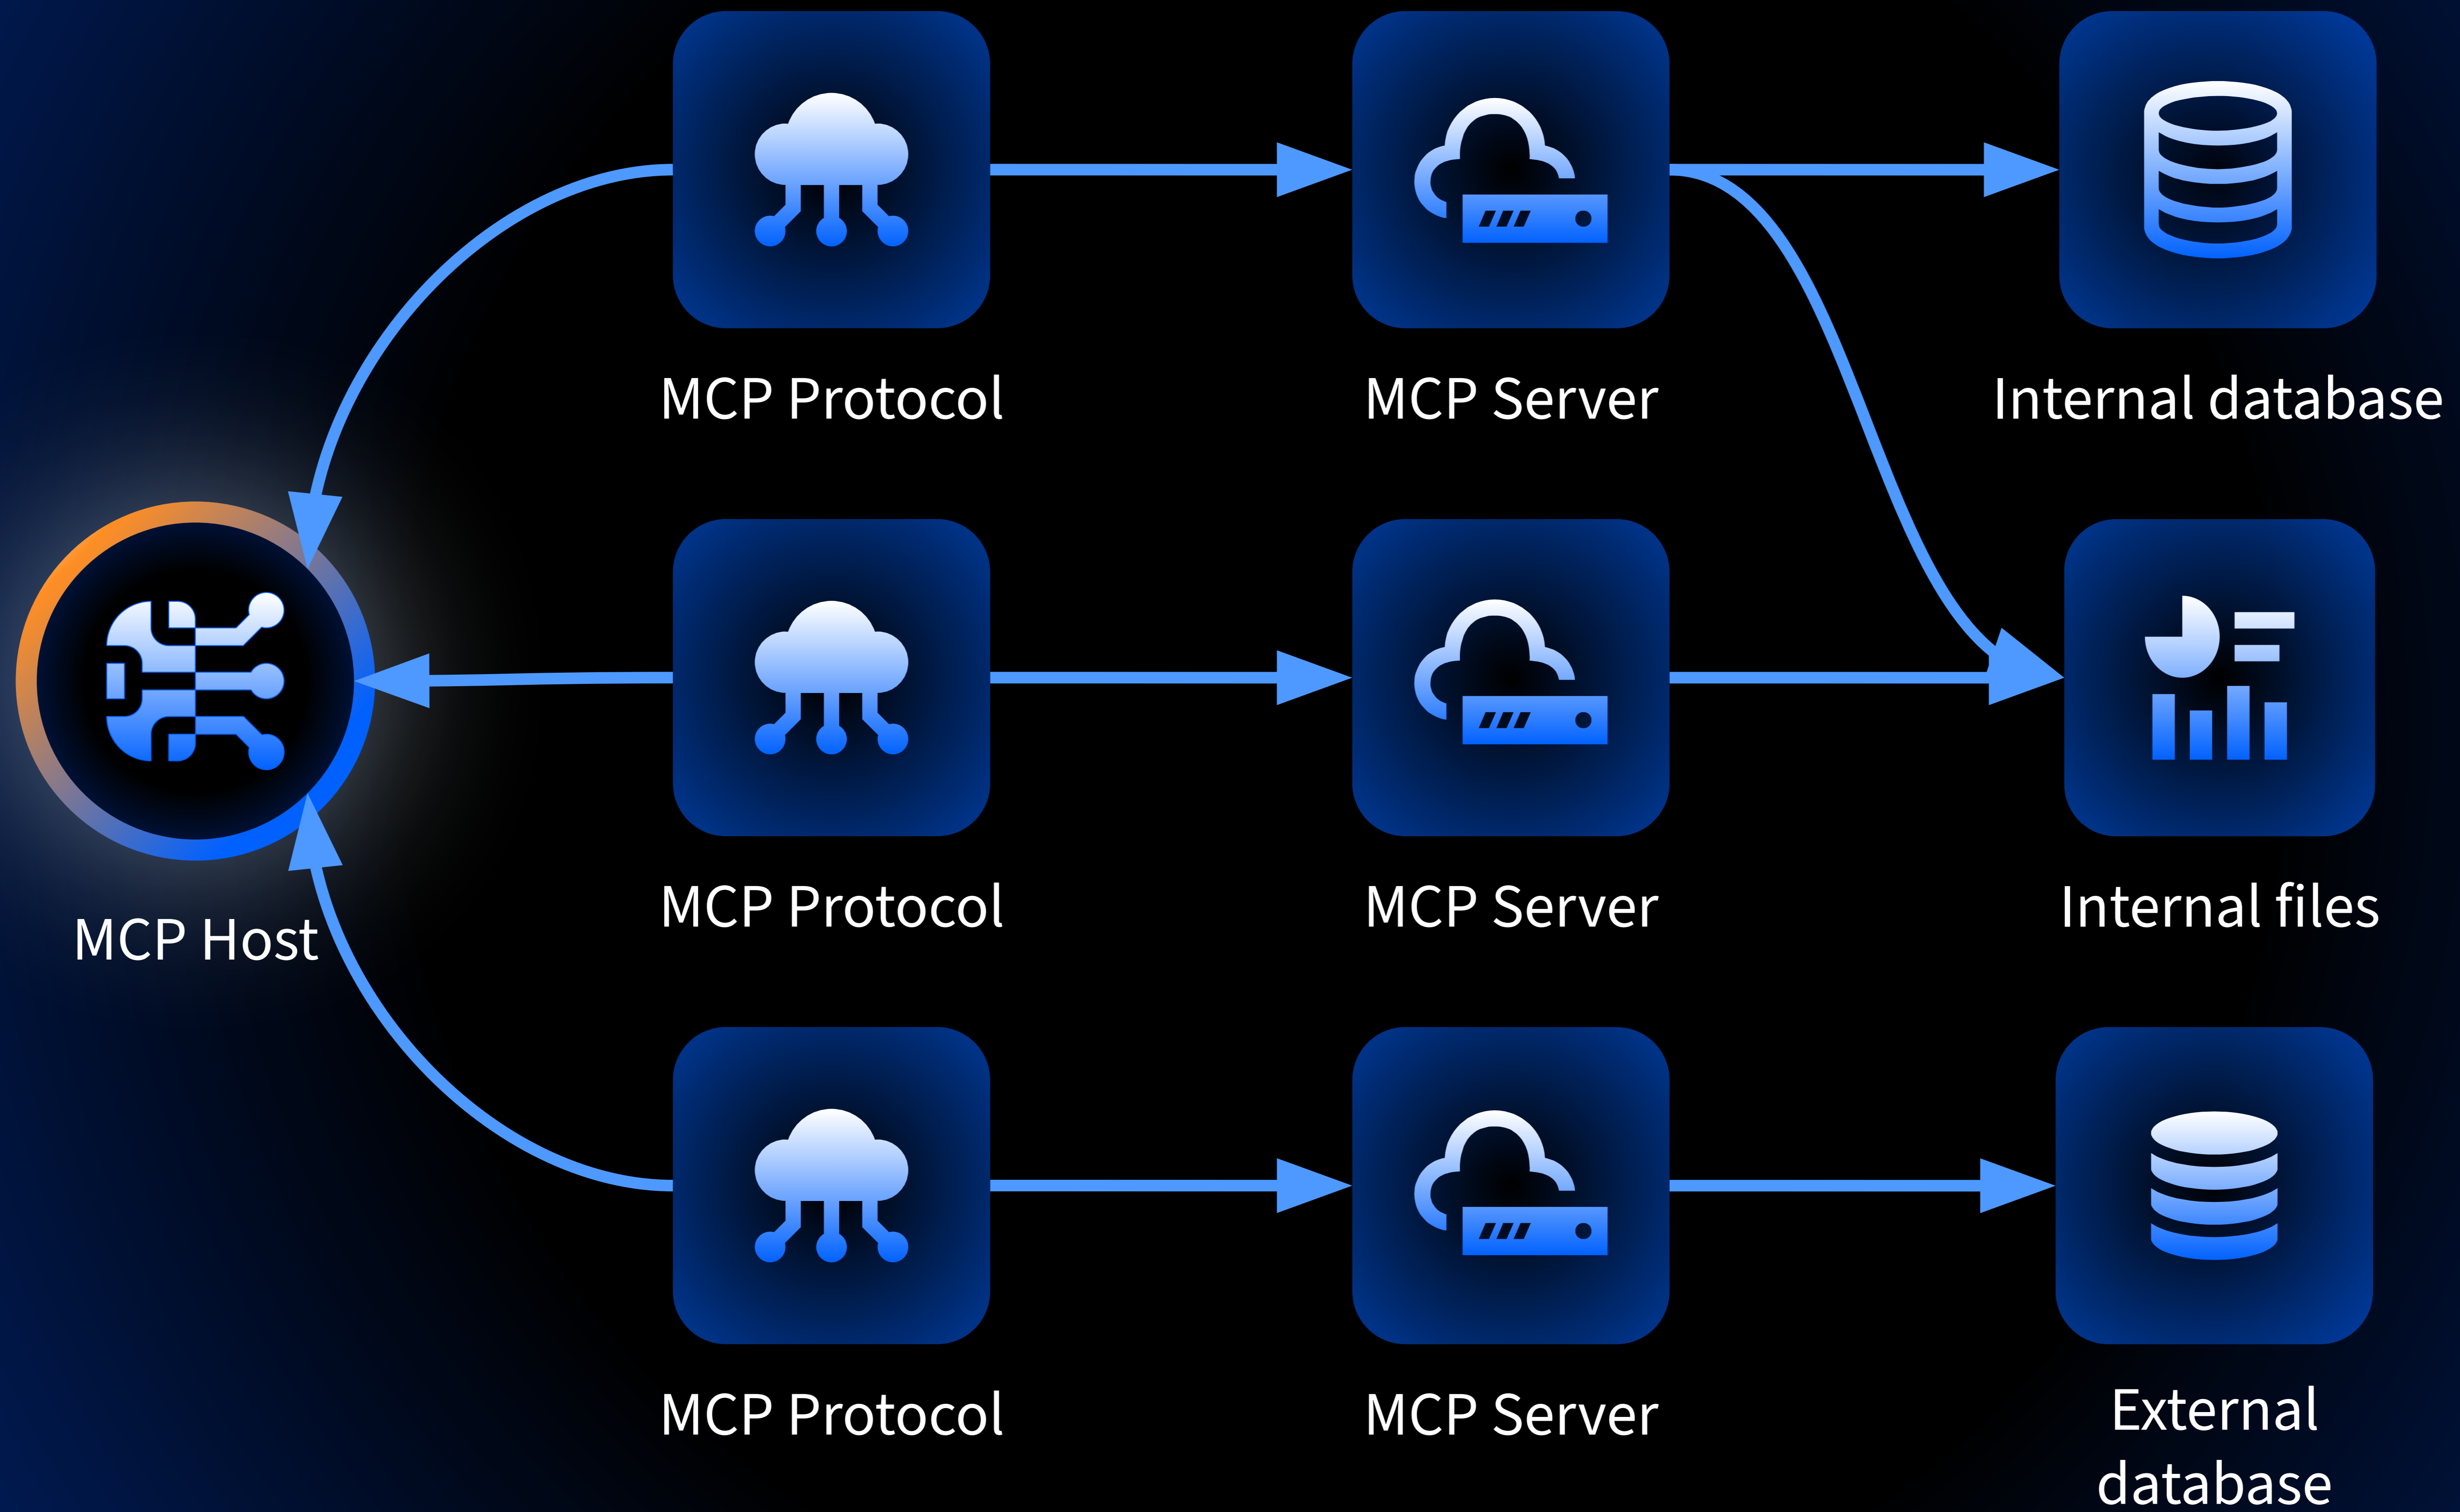 MCP Protocol
MCP Server
Internal database
MCP Host
MCP Protocol
MCP Server
Internal files
MCP Protocol
MCP Server
External
database